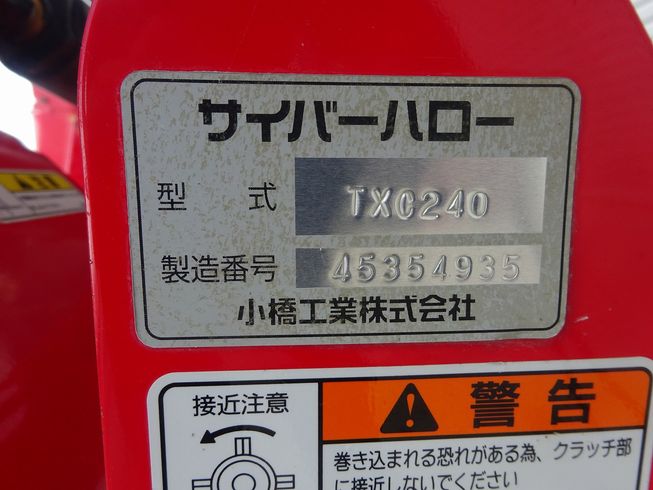 サイバーハロー
型式 TXC240
製造番号 45354935
小橋工業株式会社
接近注意
警告
巻き込まれる恐れがある為、クラッチ部
に接近しないでください